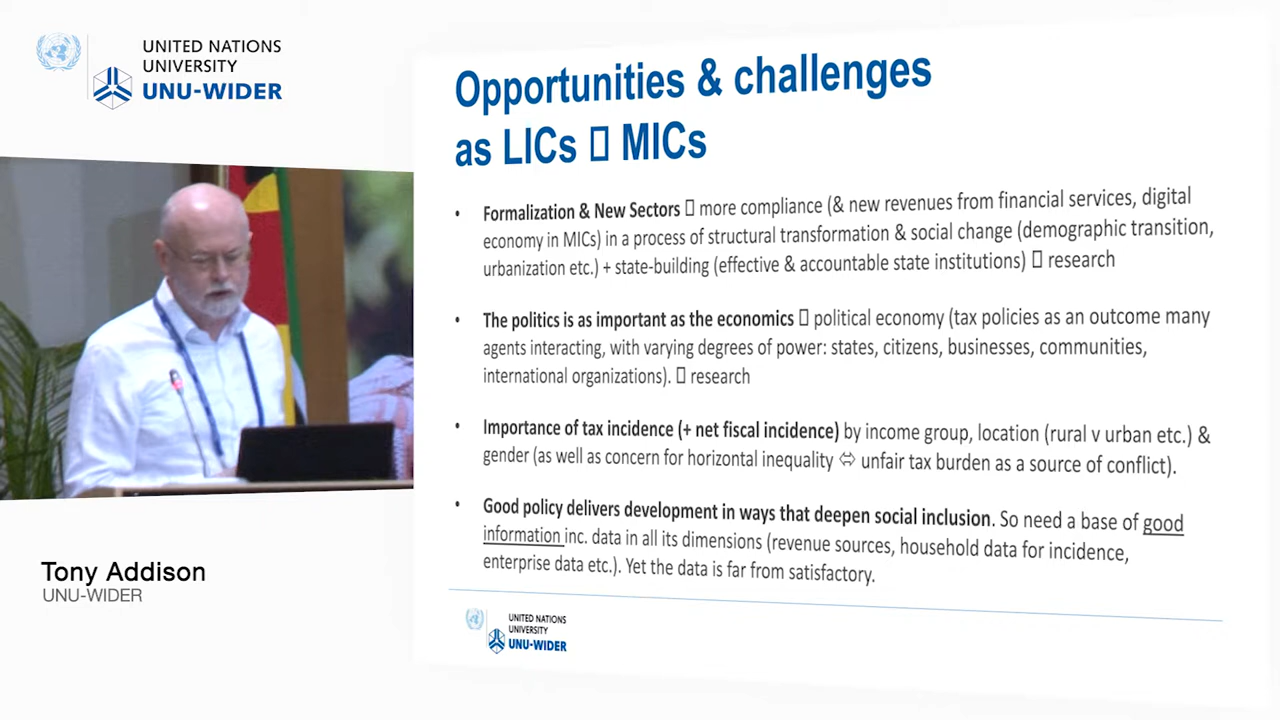 UNITED NATIONS
UNIVERSITY
UNU-WIDER
Opportunities & challenges
as LICs ▯ MICs
• Formalization & New Sectors ▯ more compliance (& new revenues from financial services, digital
economy in MICs) in a process of structural transformation & social change (demographic transition,
urbanization etc.) + state-building (effective & accountable state institutions) ▯ research
• The politics is as important as the economics ▯ political economy (tax policies as an outcome many
agents interacting, with varying degrees of power: states, citizens, businesses, communities,
international organizations). ▯ research
• Importance of tax incidence (+ net fiscal incidence) by income group, location (rural v urban etc.) &
gender (as well as concern for horizontal inequality ⇔ unfair tax burden as a source of conflict).
• Good policy delivers development in ways that deepen social inclusion. So need a base of good
information inc. data in all its dimensions (revenue sources, household data for incidence,
enterprise data etc.). Yet the data is far from satisfactory.
UNITED NATIONS
UNIVERSITY
UNU-WIDER
Tony Addison
UNU-WIDER